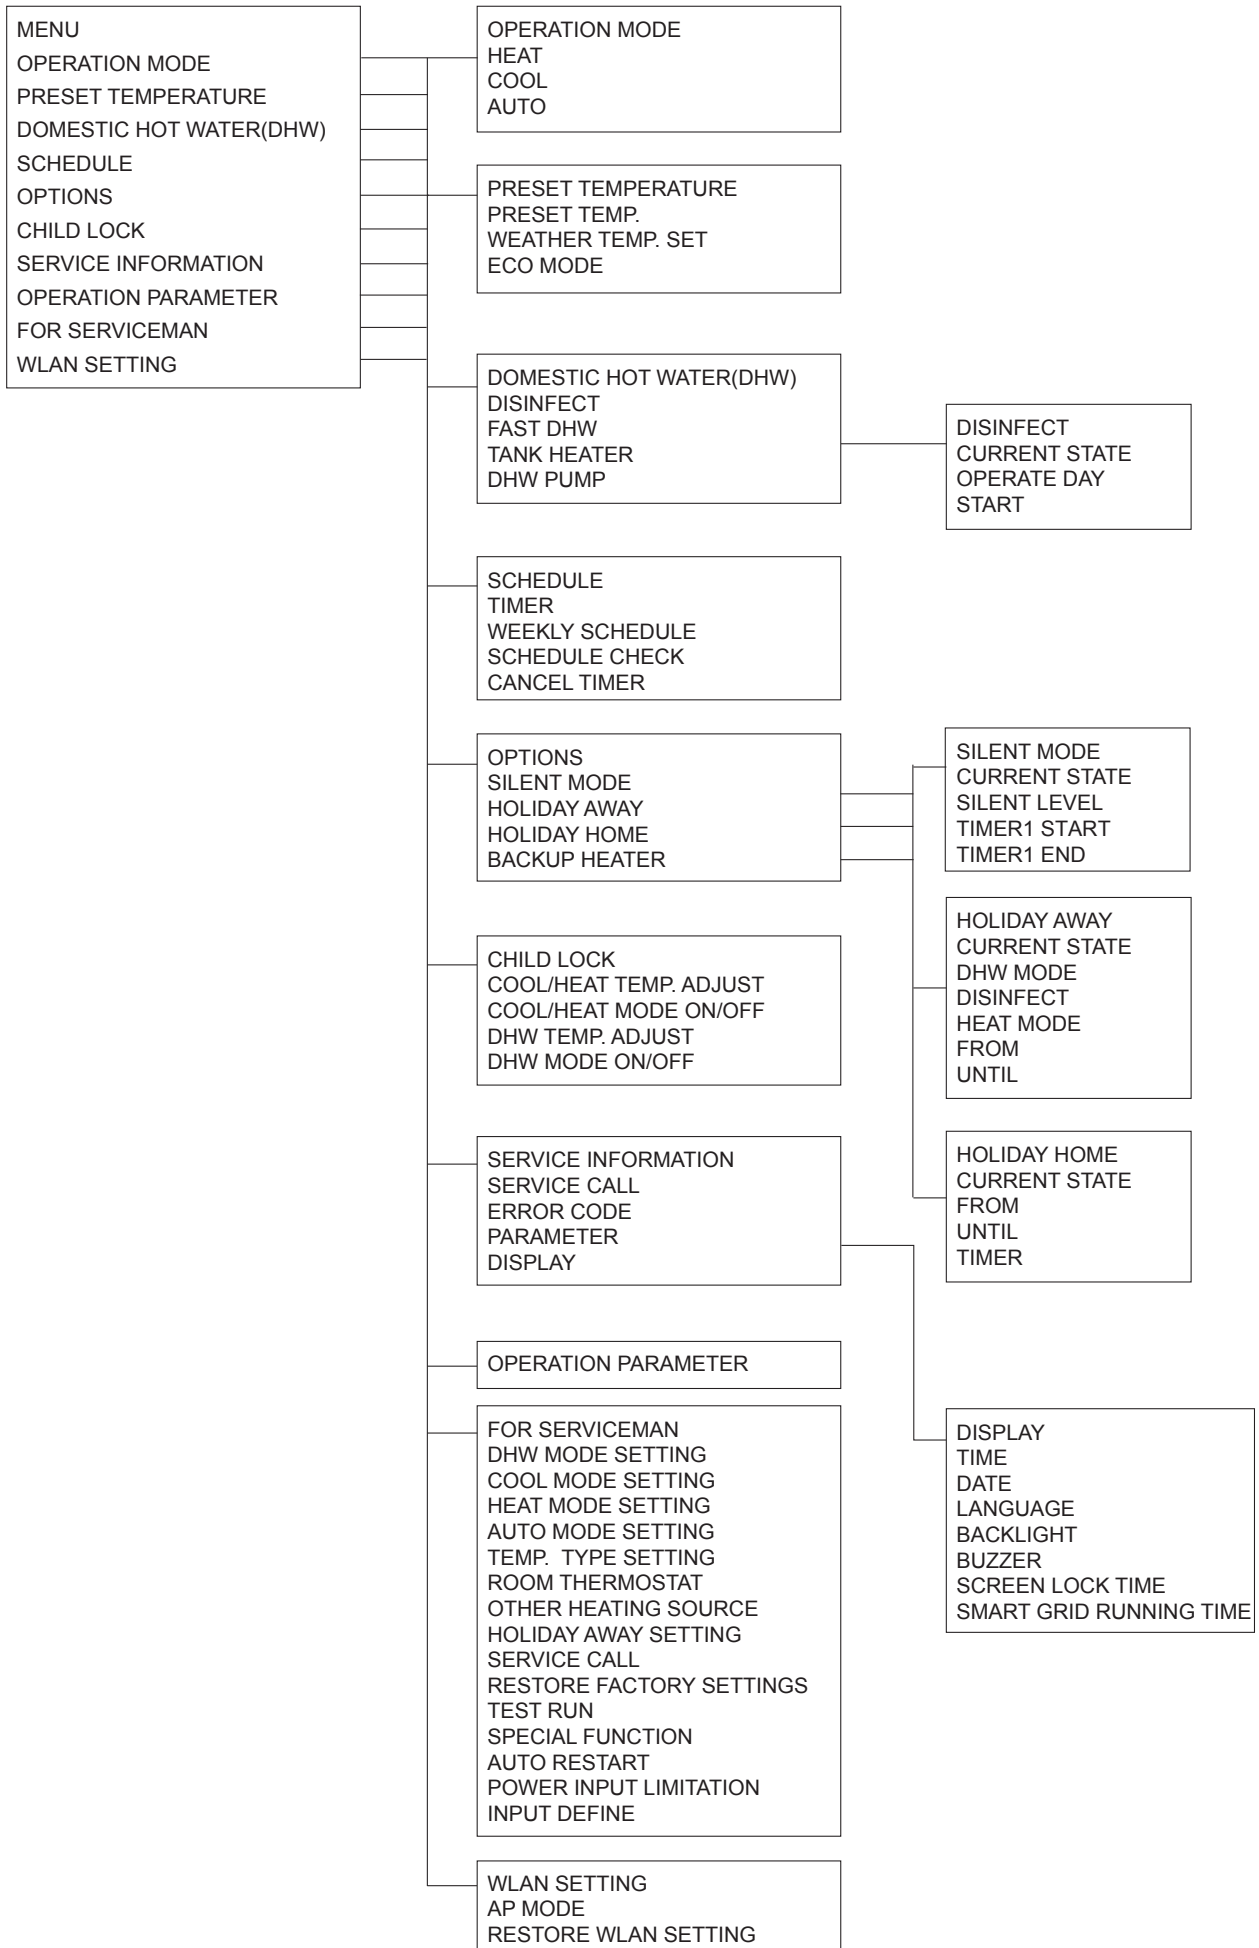 MENU
OPERATION MODE
PRESET TEMPERATURE
DOMESTIC HOT WATER(DHW)
SCHEDULE
OPTIONS
CHILD LOCK
SERVICE INFORMATION
OPERATION PARAMETER
FOR SERVICEMAN
WLAN SETTING
OPERATION MODE
HEAT
COOL
AUTO
PRESET TEMPERATURE
PRESET TEMP.
WEATHER TEMP. SET
ECO MODE
DOMESTIC HOT WATER(DHW)
DISINFECT
FAST DHW
TANK HEATER
DHW PUMP
DISINFECT
CURRENT STATE
OPERATE DAY
START
SCHEDULE
TIMER
WEEKLY SCHEDULE
SCHEDULE CHECK
CANCEL TIMER
OPTIONS
SILENT MODE
HOLIDAY AWAY
HOLIDAY HOME
BACKUP HEATER
SILENT MODE
CURRENT STATE
SILENT LEVEL
TIMER1 START
TIMER1 END
HOLIDAY AWAY
CURRENT STATE
DHW MODE
DISINFECT
HEAT MODE
FROM
UNTIL
HOLIDAY HOME
CURRENT STATE
FROM
UNTIL
TIMER
CHILD LOCK
COOL/HEAT TEMP. ADJUST
COOL/HEAT MODE ON/OFF
DHW TEMP. ADJUST
DHW MODE ON/OFF
SERVICE INFORMATION
SERVICE CALL
ERROR CODE
PARAMETER
DISPLAY
DISPLAY
TIME
DATE
LANGUAGE
BACKLIGHT
BUZZER
SCREEN LOCK TIME
SMART GRID RUNNING TIME
OPERATION PARAMETER
FOR SERVICEMAN
DHW MODE SETTING
COOL MODE SETTING
HEAT MODE SETTING
AUTO MODE SETTING
TEMP. TYPE SETTING
ROOM THERMOSTAT
OTHER HEATING SOURCE
HOLIDAY AWAY SETTING
SERVICE CALL
RESTORE FACTORY SETTINGS
TEST RUN
SPECIAL FUNCTION
AUTO RESTART
POWER INPUT LIMITATION
INPUT DEFINE
WLAN SETTING
AP MODE
RESTORE WLAN SETTING